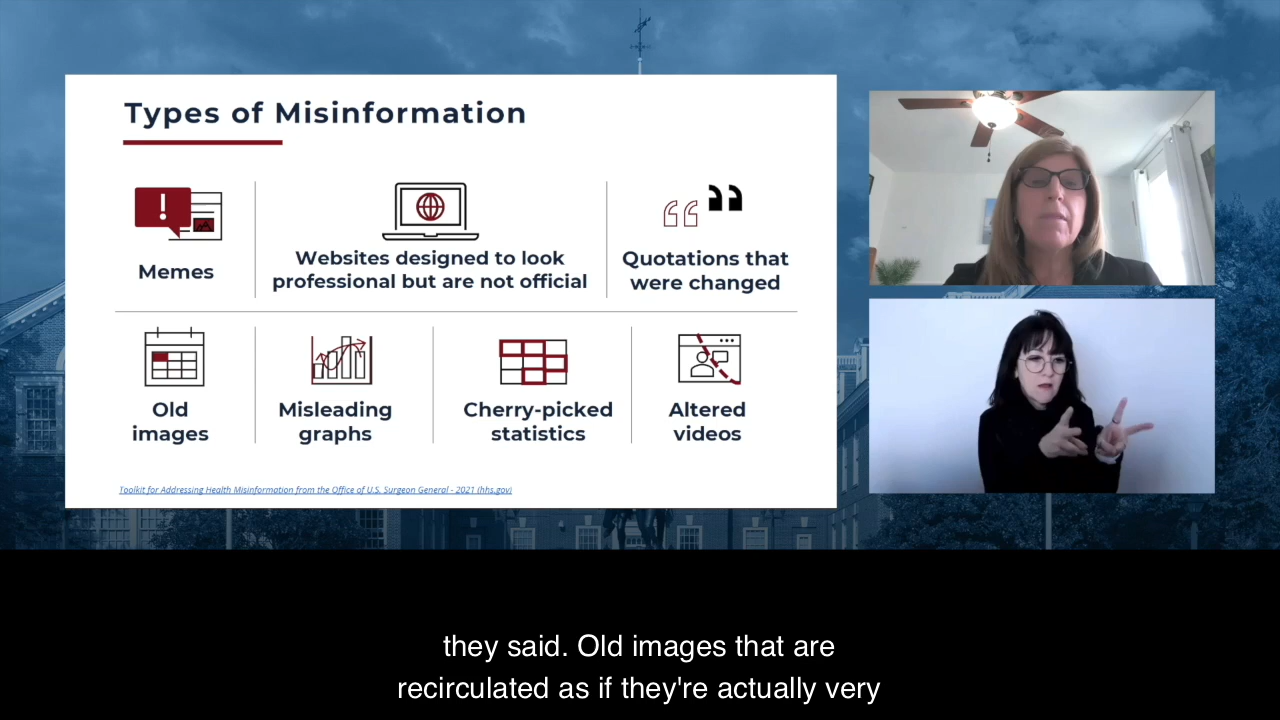 Types of Misinformation
Memes
Websites designed to look
professional but are not official
Quotations that
were changed
Old
images
Misleading
graphs
Cherry-picked
statistics
Altered
videos
Toolkit for Addressing Health Misinformation from the Office of U.S. Surgeon General - 2021 (hhs.gov)
they said. Old images that are
recirculated as if they're actually very